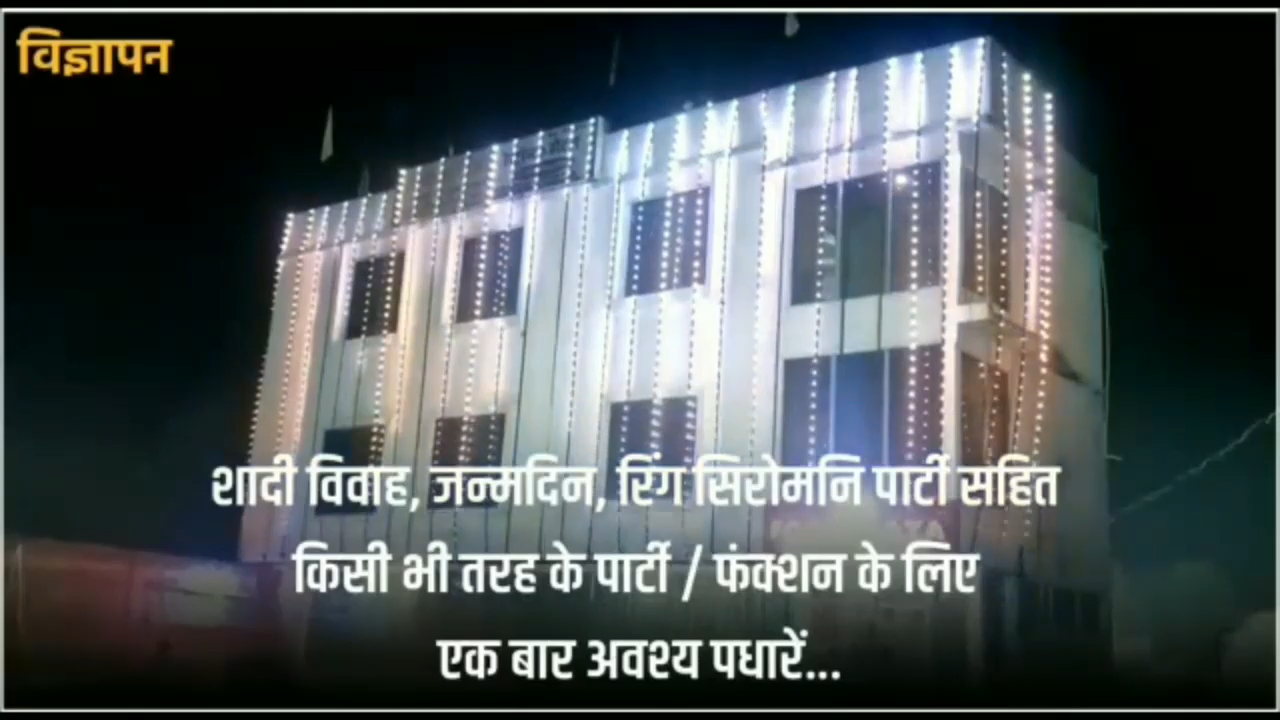 विज्ञापन
शादी विवाह, जन्मदिन, रिंग सिरोमनि पार्टी सहित
किसी भी तरह के पार्टी / फंक्शन के लिए
एक बार अवश्य पधारें...